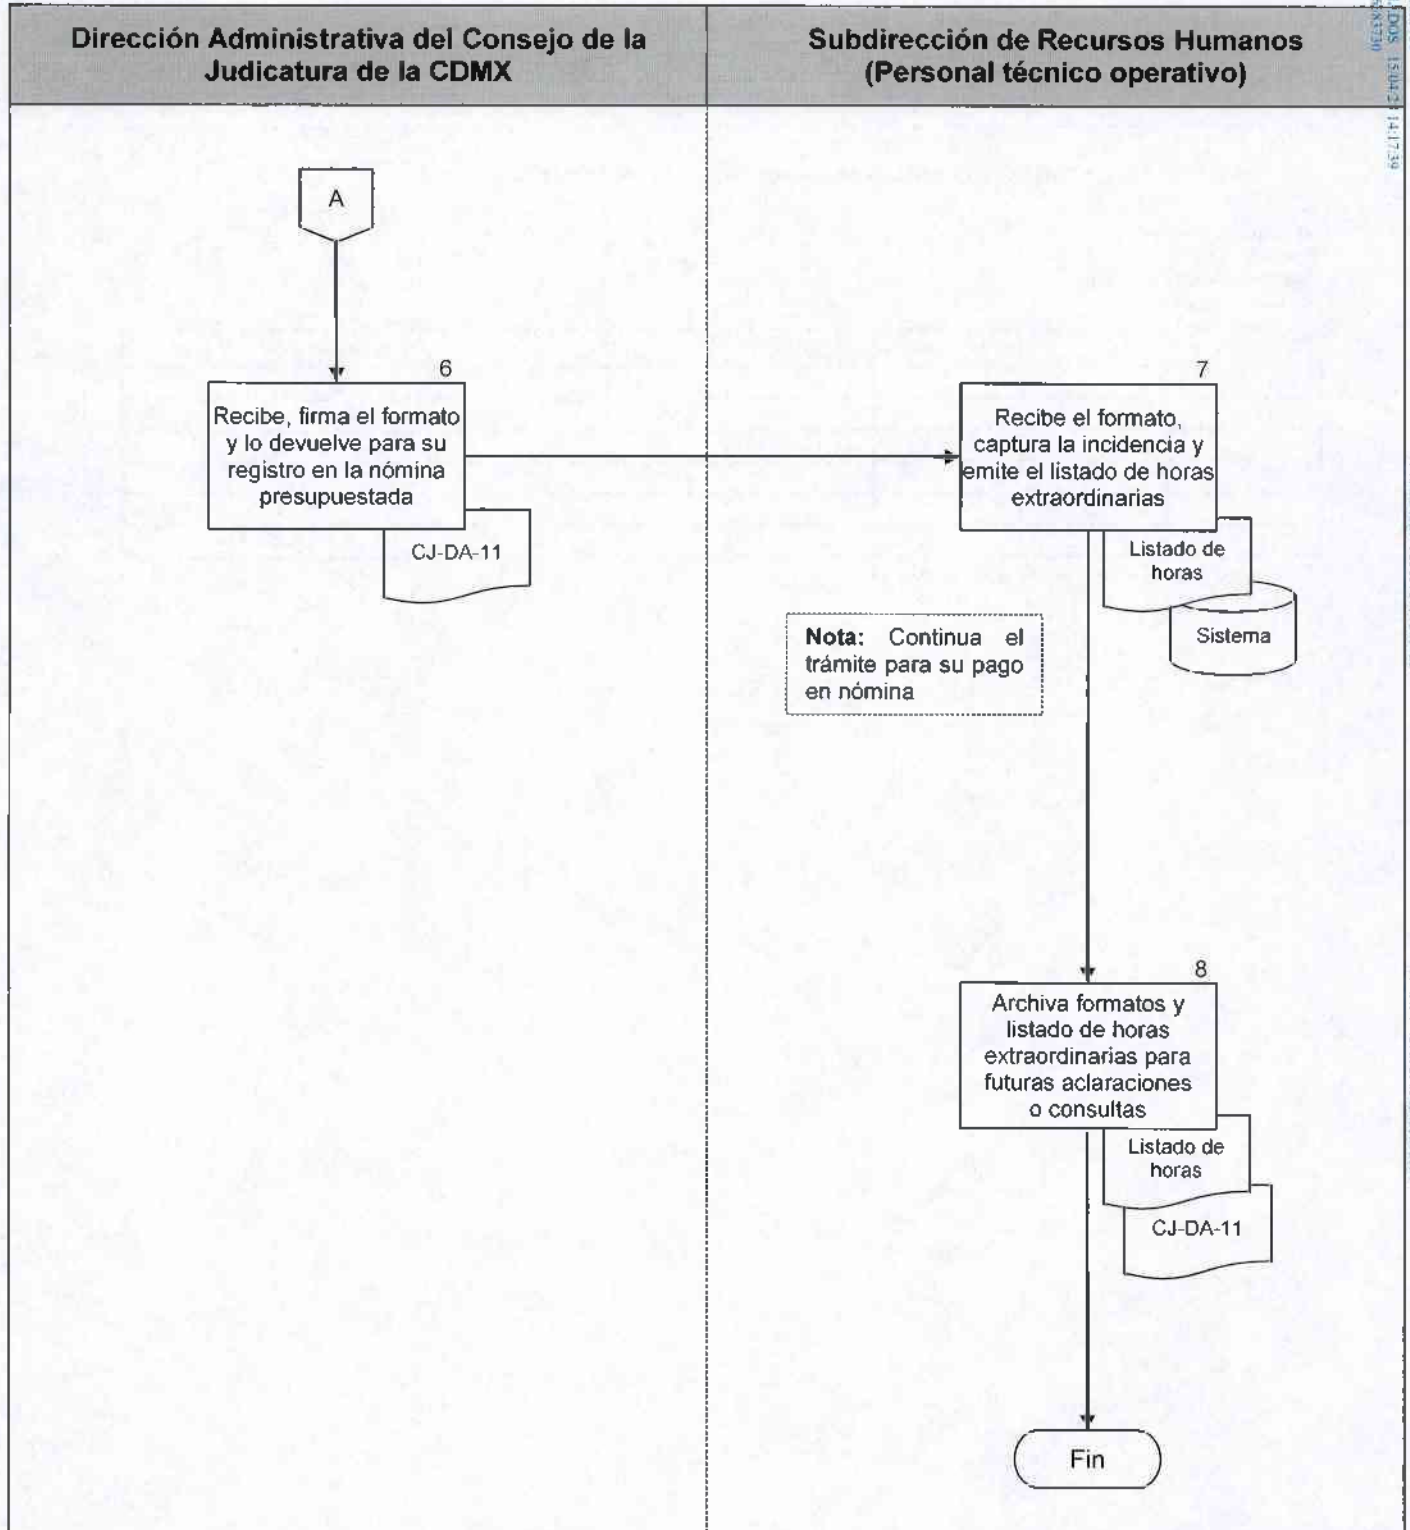 Dirección Administrativa del Consejo de la
Judicatura de la CDMX
Subdirección de Recursos Humanos
(Personal técnico operativo)
A
6
Recibe, firma el formato
y lo devuelve para su
registro en la nómina
presupuestada
CJ-DA-11
7
Recibe el formato,
captura la incidencia y
emite el listado de horas
extraordinarias
Listado de
horas
Sistema
Nota: Continua el
trámite para su pago
en nómina
8
Archiva formatos y
listado de horas
extraordinarias para
futuras aclaraciones
o consultas
Listado de
horas
CJ-DA-11
Fin
14:17:39